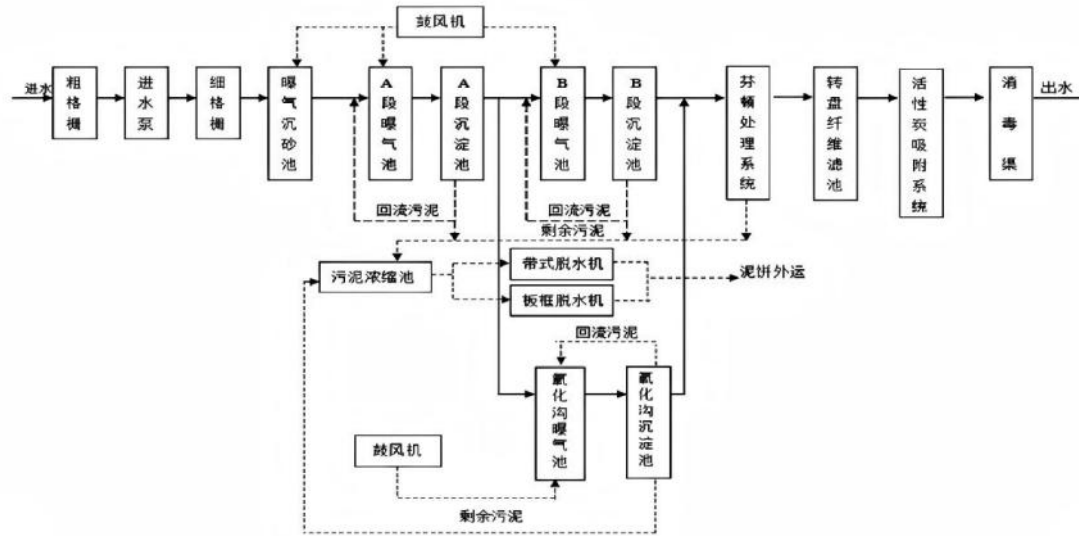 鼓风机
进水
粗格栅
进水泵
细格栅
曝气沉砂池
A段曝气池
A段沉淀池
B段曝气池
B段沉淀池
芬顿处理系统
转盘纤维滤池
活性炭吸附系统
消毒渠
出水
回流污泥
回流污泥
剩余污泥
污泥浓缩池
带式脱水机
泥饼外运
板框脱水机
回流污泥
氧化沟曝气池
氧化沟沉淀池
鼓风机
剩余污泥